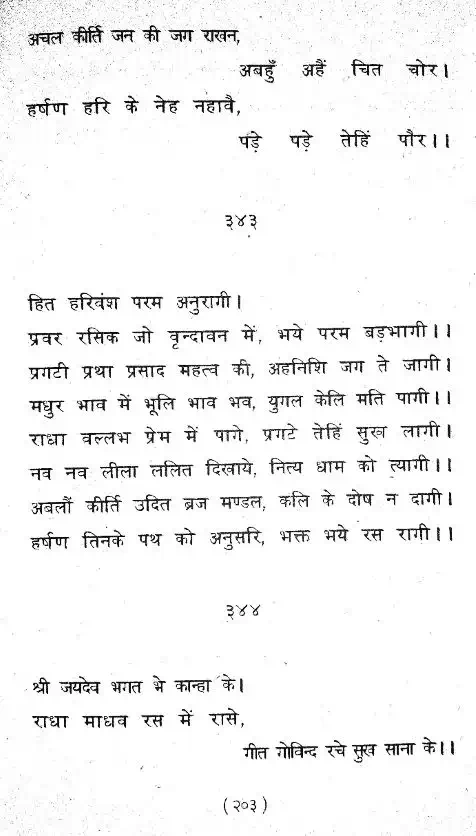 अचल कीर्ति जन की जग राखन,
अबहुँ अहैं चित चोर।
हर्षण हरि के नेह नहावै,
पड़े पड़े तेहिं पौर।।
३४३
हित हरिवंश परम अनुरागी।
प्रवर रसिक जो वृन्दावन में, भये परम बड़भागी।।
प्रगटी प्रथा प्रसाद महत्व की, अहनिशि जग ते जागी।
मधुर भाव में भूलि भाव भव, युगल केलि मति पागी।।
राधा वल्लभ प्रेम में पागे, प्रगटे तेहिं सुख लागी।
नव नव लीला ललित दिखाये, नित्य धाम को त्यागी।।
अबलौं कीर्ति उदित ब्रज मण्डल, कलि के दोष न दागी।
हर्षण तिनके पथ को अनुसरि, भक्त भये रस रागी।।
३४४
श्री जयदेव भगत भे कान्हा के।
राधा माधव रस में रासे,
गीत गोविन्द रचे सुख साना के।।
(२०३)